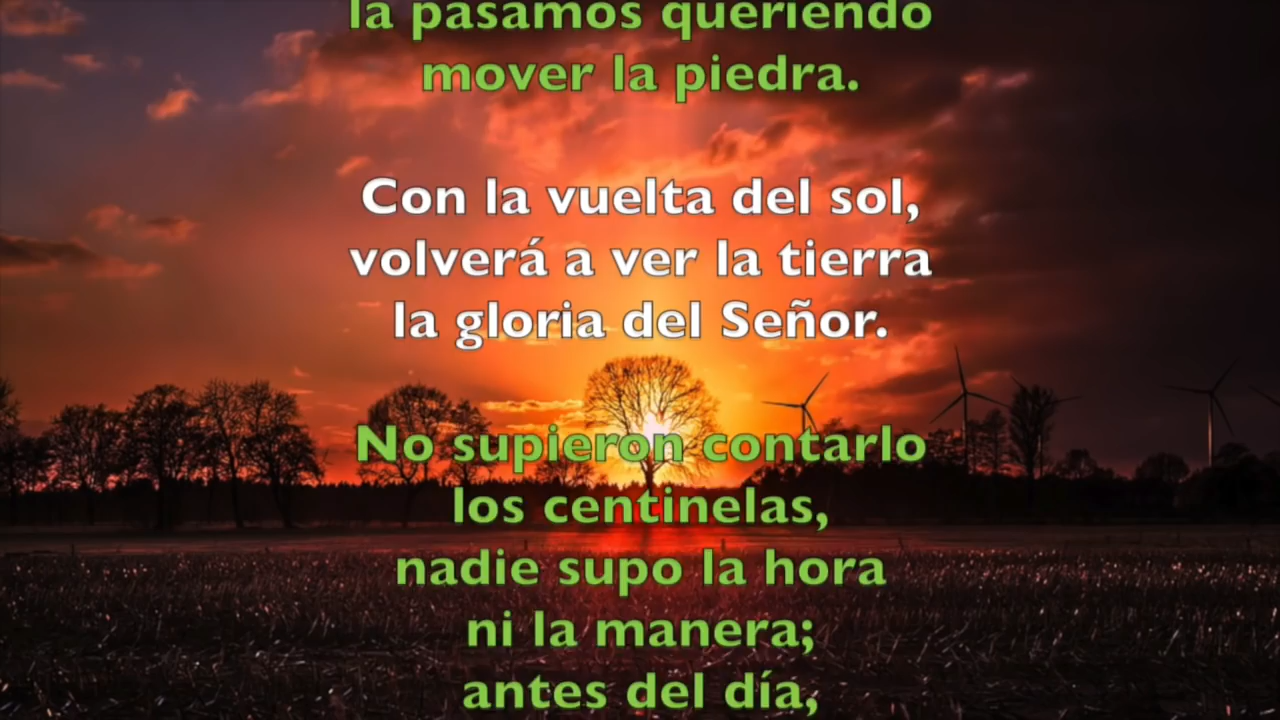 la pasamos queriendo
mover la piedra.
Con la vuelta del sol,
volverá a ver la tierra
la gloria del Señor.
No supieron contarlo
los centinelas,
nadie supo la hora
ni la manera;
antes del día,